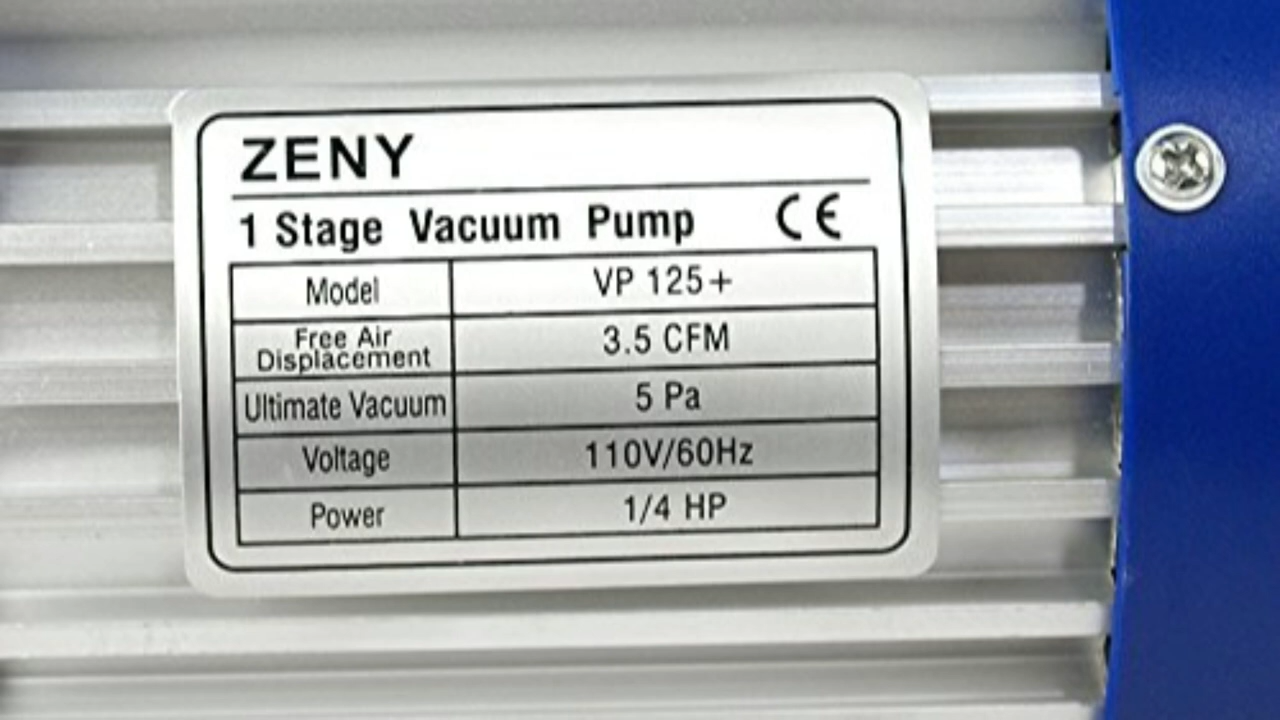 ZENY
1 Stage Vacuum Pump CE
Model VP 125+
Free Air
Displacement 3.5 CFM
Ultimate Vacuum 5 Pa
Voltage 110V/60Hz
Power 1/4 HP